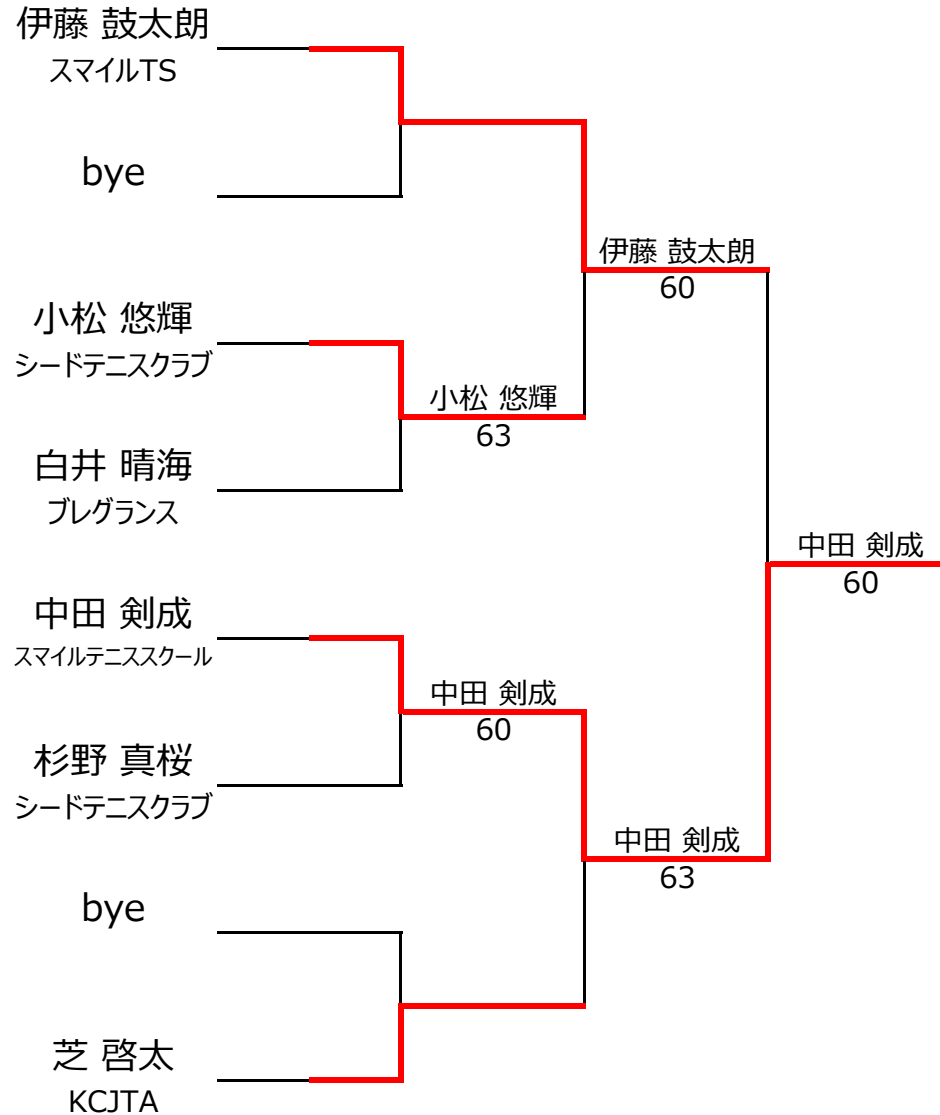 伊藤 鼓太朗
スマイルTS
bye
伊藤 鼓太朗
60
小松 悠輝
シードテニスクラブ
小松 悠輝
63
白井 晴海
ブレグランス
中田 剣成
60
中田 剣成
スマイルテニススクール
中田 剣成
60
杉野 真桜
シードテニスクラブ
中田 剣成
63
bye
芝 啓太
KCJTA